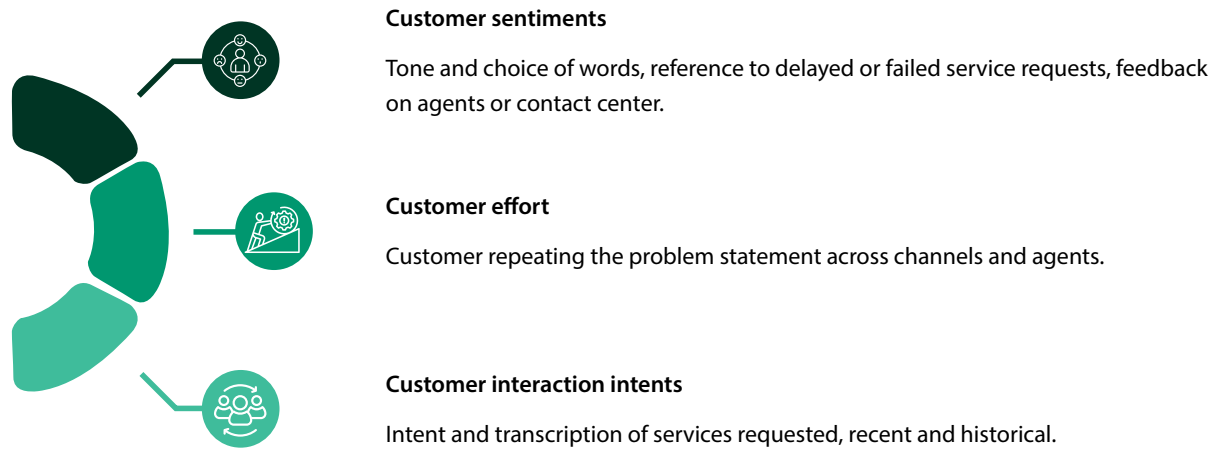 Customer sentiments
Tone and choice of words, reference to delayed or failed service requests, feedback
on agents or contact center.
Customer effort
Customer repeating the problem statement across channels and agents.
Customer interaction intents
Intent and transcription of services requested, recent and historical.